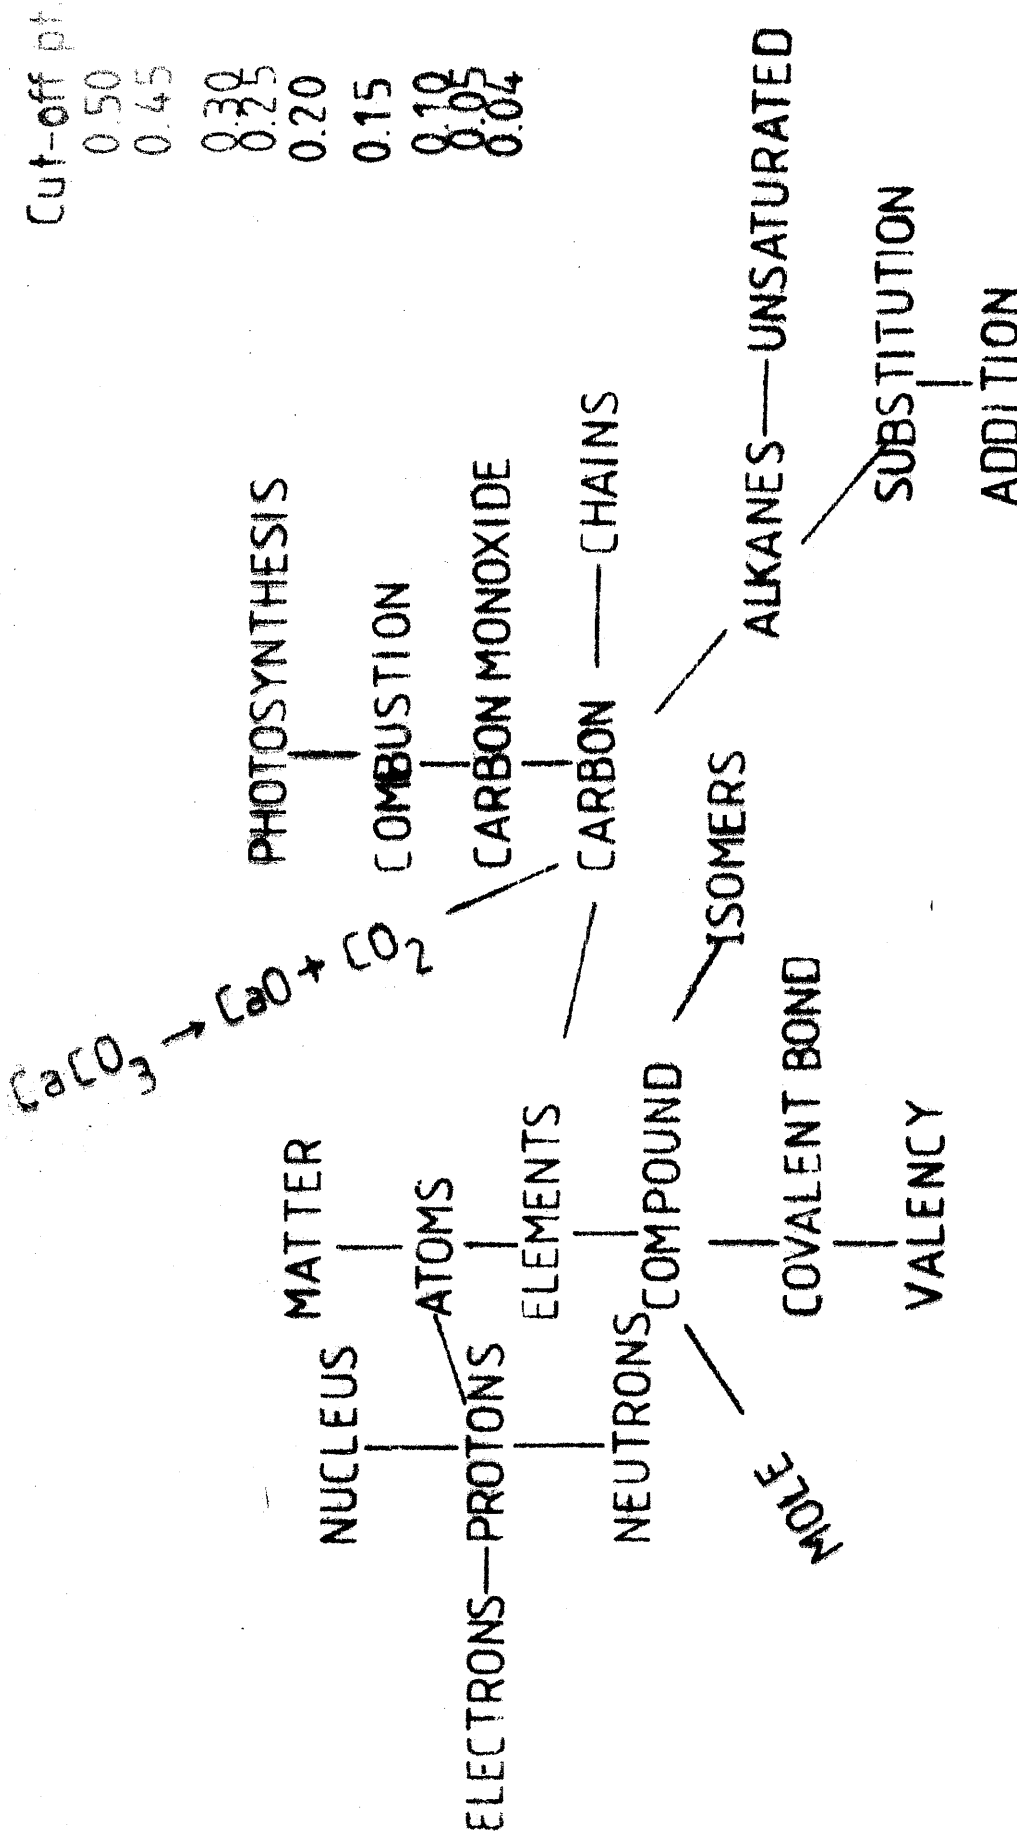 Cut-off pt.
0.50
0.45
0.30
0.25
0.20
0.15
0.10
0.05
0.04
CaCO₃ → CaO + CO₂
PHOTOSYNTHESIS
MATTER
NUCLEUS
COMBUSTION
ATOMS
CARBON MONOXIDE
ELECTRONS
PROTONS
ELEMENTS
CARBON
CHAINS
NEUTRONS
COMPOUND
ISOMERS
ALKANES
UNSATURATED
MOLE
COVALENT BOND
SUBSTITUTION
VALENCY
ADDITION